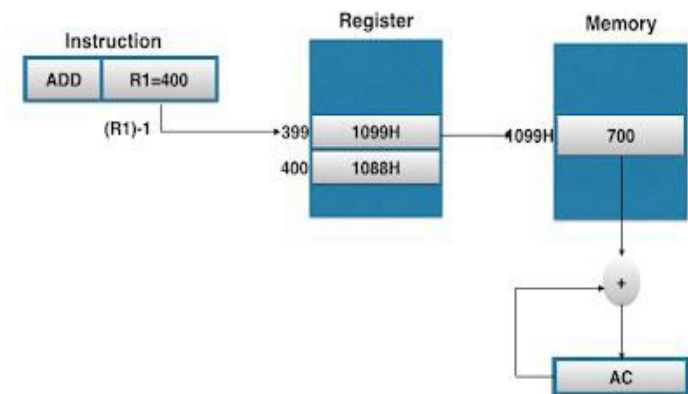 Instruction
Register
Memory
ADD
R1=400
(R1)-1
399
1099H
1099H
700
400
1088H
+
AC